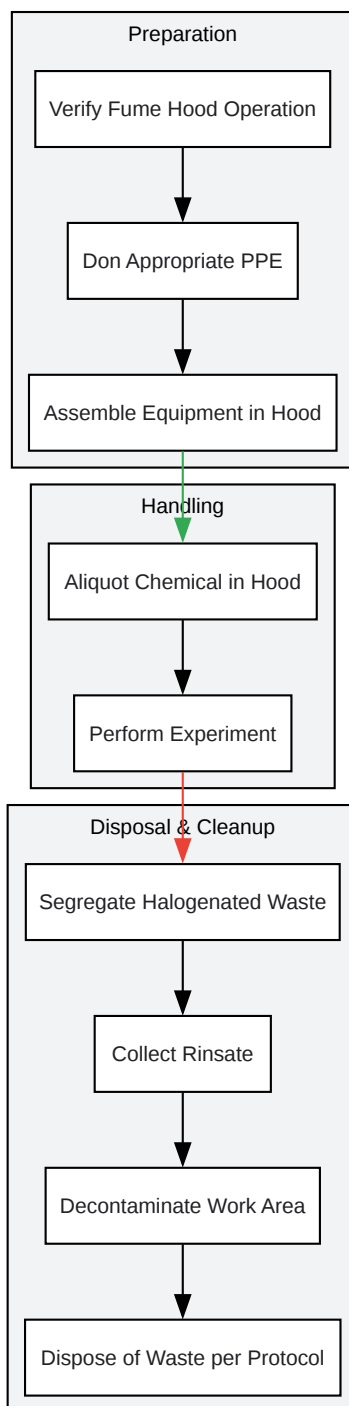 Preparation
Verify Fume Hood Operation
Don Appropriate PPE
Assemble Equipment in Hood
Handling
Aliquot Chemical in Hood
Perform Experiment
Disposal & Cleanup
Segregate Halogenated Waste
Collect Rinsate
Decontaminate Work Area
Dispose of Waste per Protocol